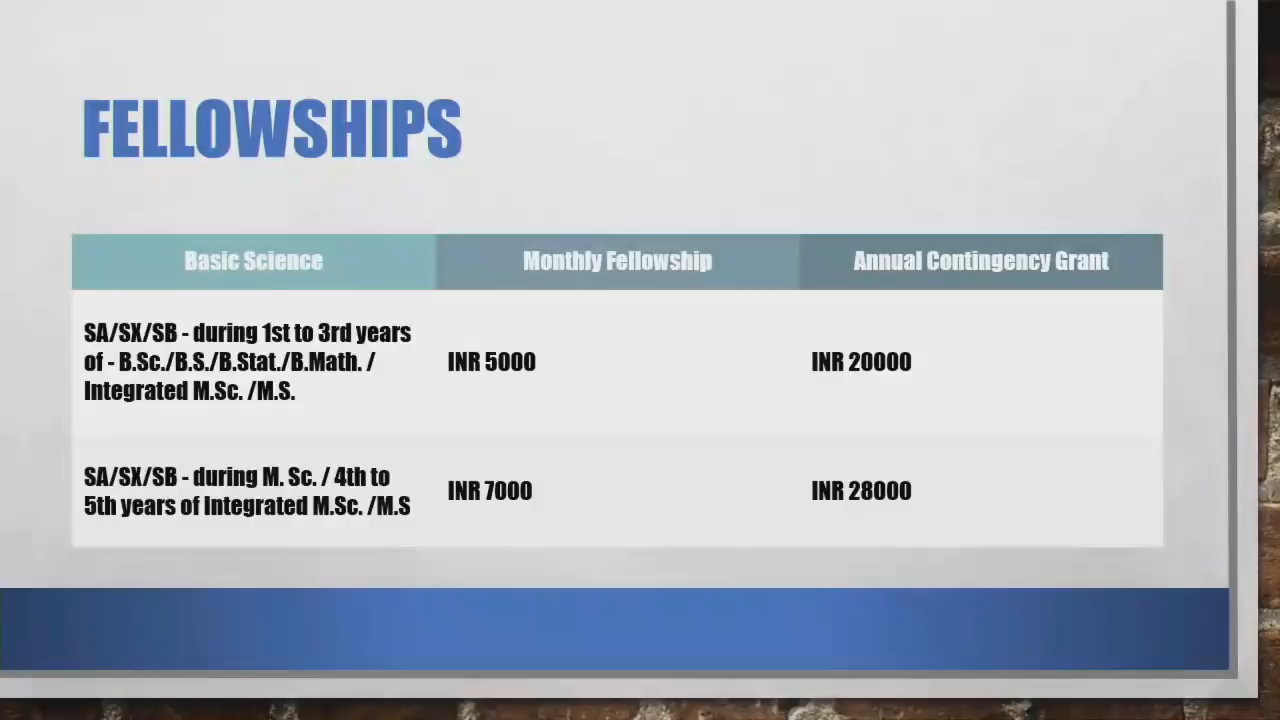 FELLOWSHIPS
Basic Science Monthly Fellowship Annual Contingency Grant
SA/SX/SB - during 1st to 3rd years
of - B.Sc./B.S./B.Stat./B.Math. /
Integrated M.Sc. /M.S.
INR 5000
INR 20000
SA/SX/SB - during M. Sc. / 4th to
5th years of Integrated M.Sc. /M.S
INR 7000
INR 28000